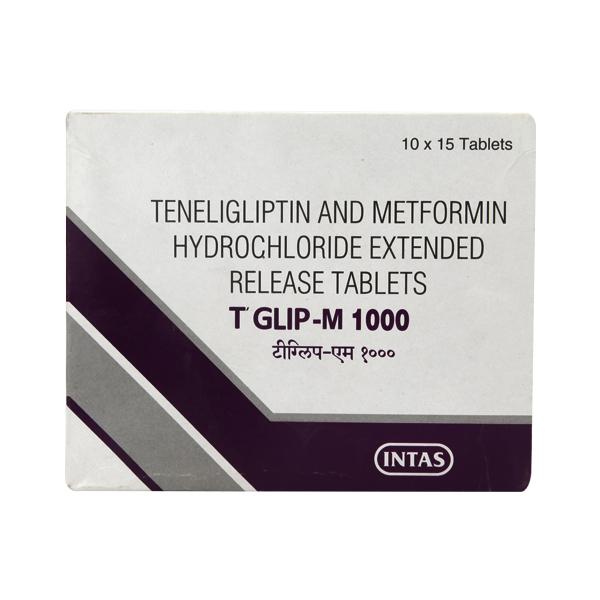 10 x 15 Tablets
TENELIGLIPTIN AND METFORMIN
HYDROCHLORIDE EXTENDED
RELEASE TABLETS
T' GLIP-M 1000
टीग्लिप-एम १०००
INTAS